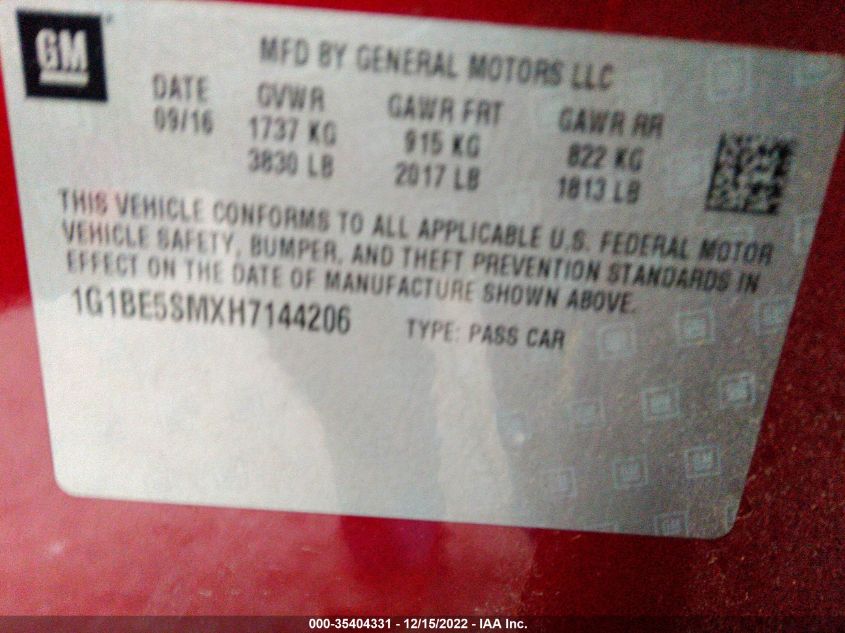 GM
MFD BY GENERAL MOTORS LLC
DATE GVWR GAWR FRT GAWR RR
09/16 1737 KG 915 KG 822 KG
3830 LB 2017 LB 1813 LB
THIS VEHICLE CONFORMS TO ALL APPLICABLE U.S. FEDERAL MOTOR
VEHICLE SAFETY, BUMPER, AND THEFT PREVENTION STANDARDS IN
EFFECT ON THE DATE OF MANUFACTURE SHOWN ABOVE.
1G1BE5SMXH7144206 TYPE: PASS CAR
000-35404331 - 12/15/2022 - IAA Inc.